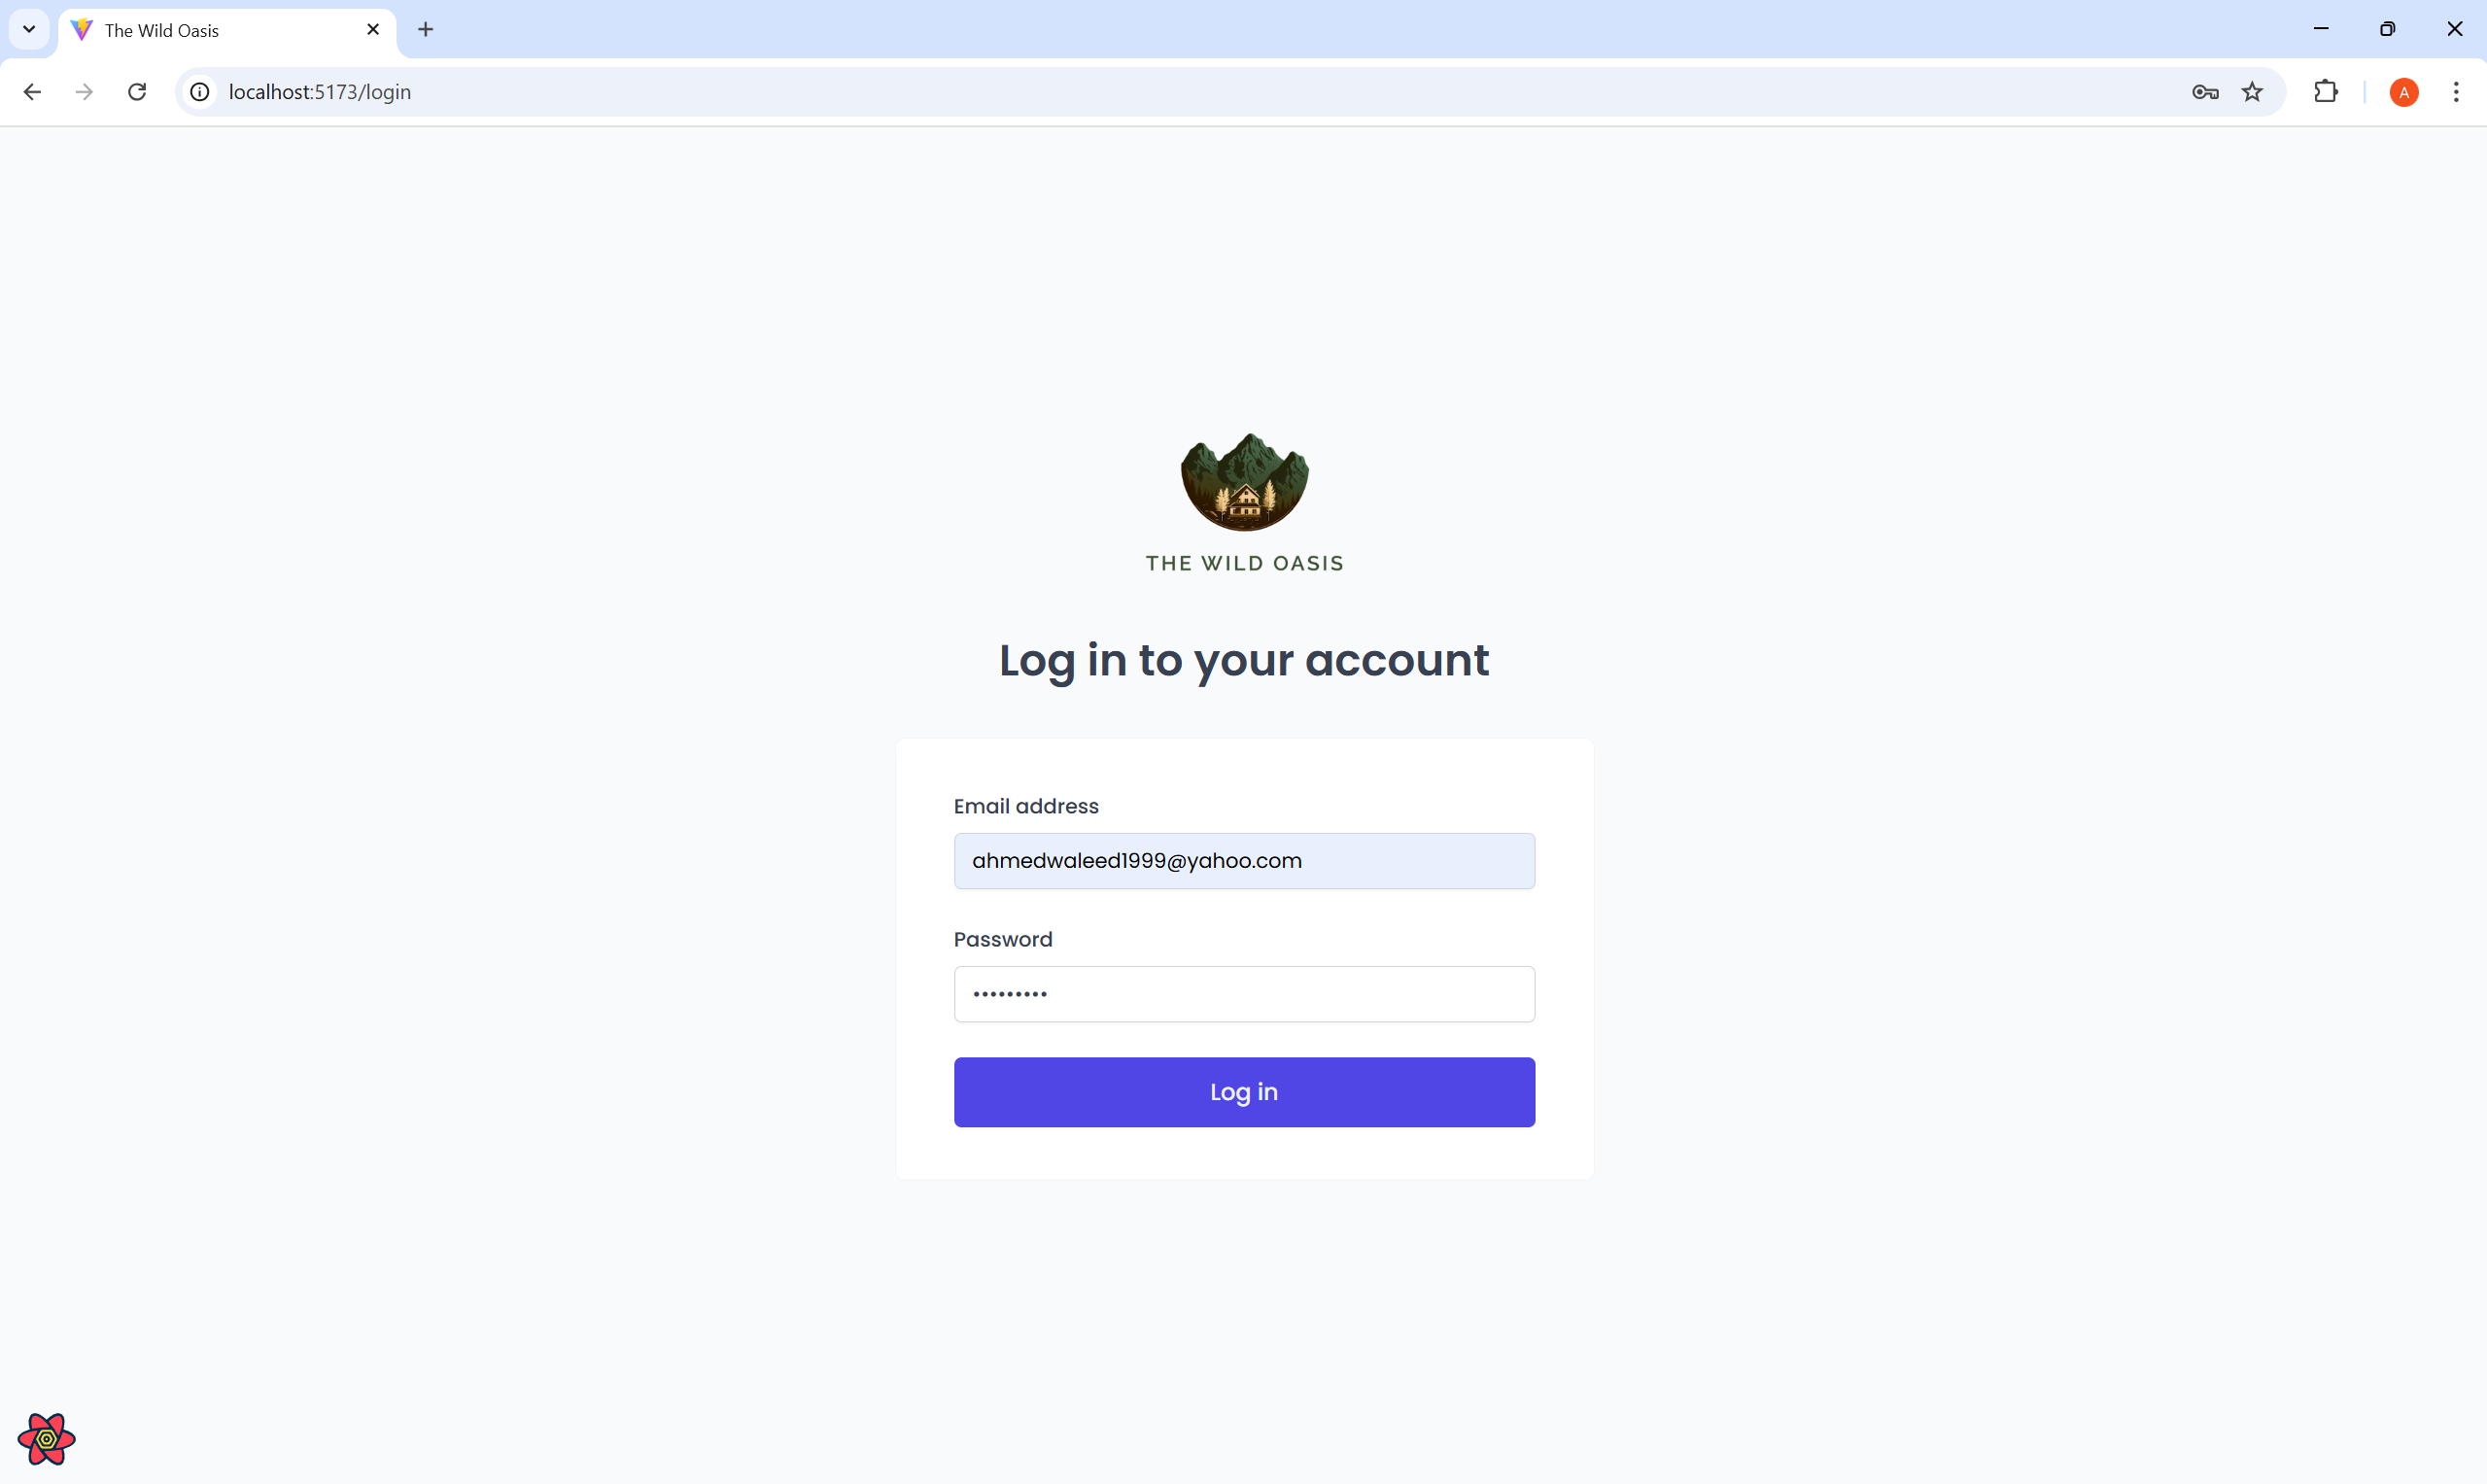 The Wild Oasis
localhost:5173/login
A
THE WILD OASIS
Log in to your account
Email address
ahmedwaleed1999@yahoo.com
Password
•••••••••
Log in